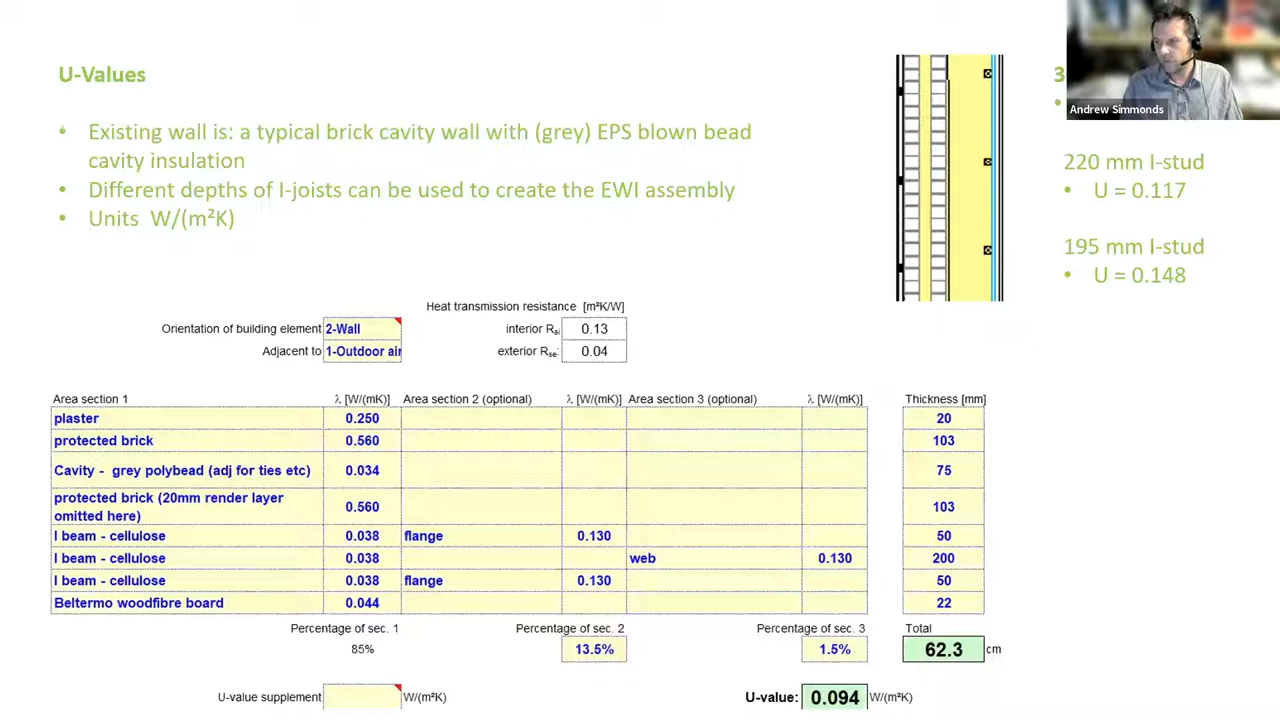 U-Values
• Existing wall is: a typical brick cavity wall with (grey) EPS blown bead
cavity insulation
• Different depths of I-joists can be used to create the EWI assembly
• Units W/(m²K)
3
•
Andrew Simmonds
220 mm I-stud
• U = 0.117
195 mm I-stud
• U = 0.148
Heat transmission resistance [m²K/W]
Orientation of building element 2-Wall interior Rsi 0.13
Adjacent to 1-Outdoor air exterior Rse: 0.04
Area section 1 λ [W/(mK)] Area section 2 (optional) λ [W/(mK)] Area section 3 (optional) λ [W/(mK)] Thickness [mm]
plaster 0.250 20
protected brick 0.560 103
Cavity - grey polybead (adj for ties etc) 0.034 75
protected brick (20mm render layer
omitted here) 0.560 103
I beam - cellulose 0.038 flange 0.130 50
I beam - cellulose 0.038 web 0.130 200
I beam - cellulose 0.038 flange 0.130 50
Beltermo woodfibre board 0.044 22
Percentage of sec. 1 Percentage of sec. 2 Percentage of sec. 3 Total
85% 13.5% 1.5% 62.3 cm
U-value supplement W/(m²K) U-value: 0.094 W/(m²K)